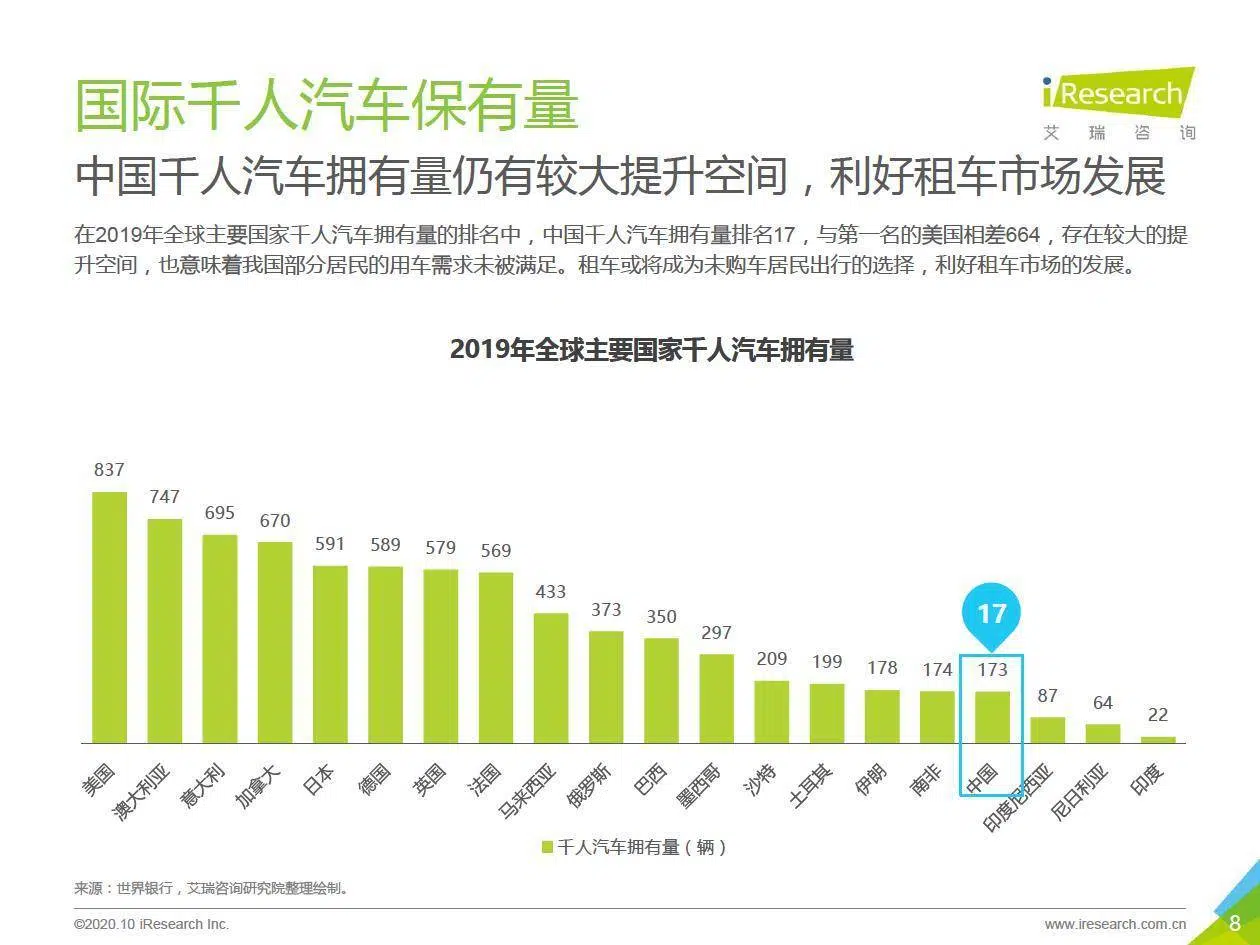 国际千人汽车保有量
iResearch
艾瑞咨询
中国千人汽车拥有量仍有较大提升空间，利好租车市场发展
在2019年全球主要国家千人汽车拥有量的排名中，中国千人汽车拥有量排名17，与第一名的美国相差664，存在较大的提
升空间，也意味着我国部分居民的用车需求未被满足。租车或将成为未购车居民出行的选择，利好租车市场的发展。
2019年全球主要国家千人汽车拥有量
837
747
695
670
591
589
579
569
433
373
350
297
209
199
178
174
17
173
87
64
22
美国
澳大利亚
意大利
加拿大
日本
德国
英国
法国
马来西亚
俄罗斯
巴西
墨西哥
沙特
土耳其
伊朗
南非
中国
印度尼西亚
尼日利亚
印度
千人汽车拥有量（辆）
来源：世界银行，艾瑞咨询研究院整理绘制。
©2020.10 iResearch Inc.
www.iresearch.com.cn
8